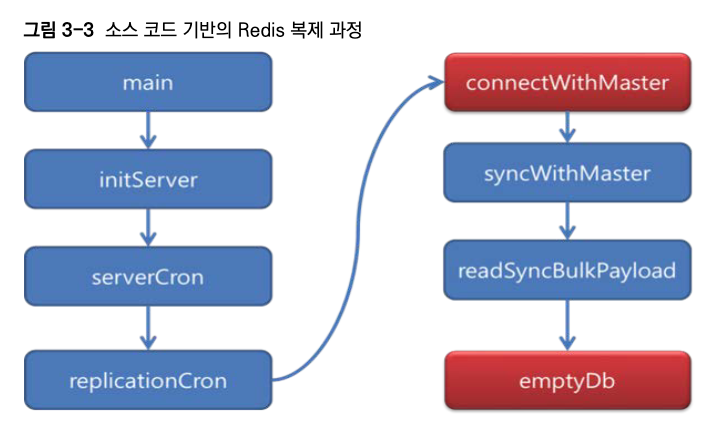 그림 3-3 소스 코드 기반의 Redis 복제 과정
main
initServer
serverCron
replicationCron
connectWithMaster
syncWithMaster
readSyncBulkPayload
emptyDb